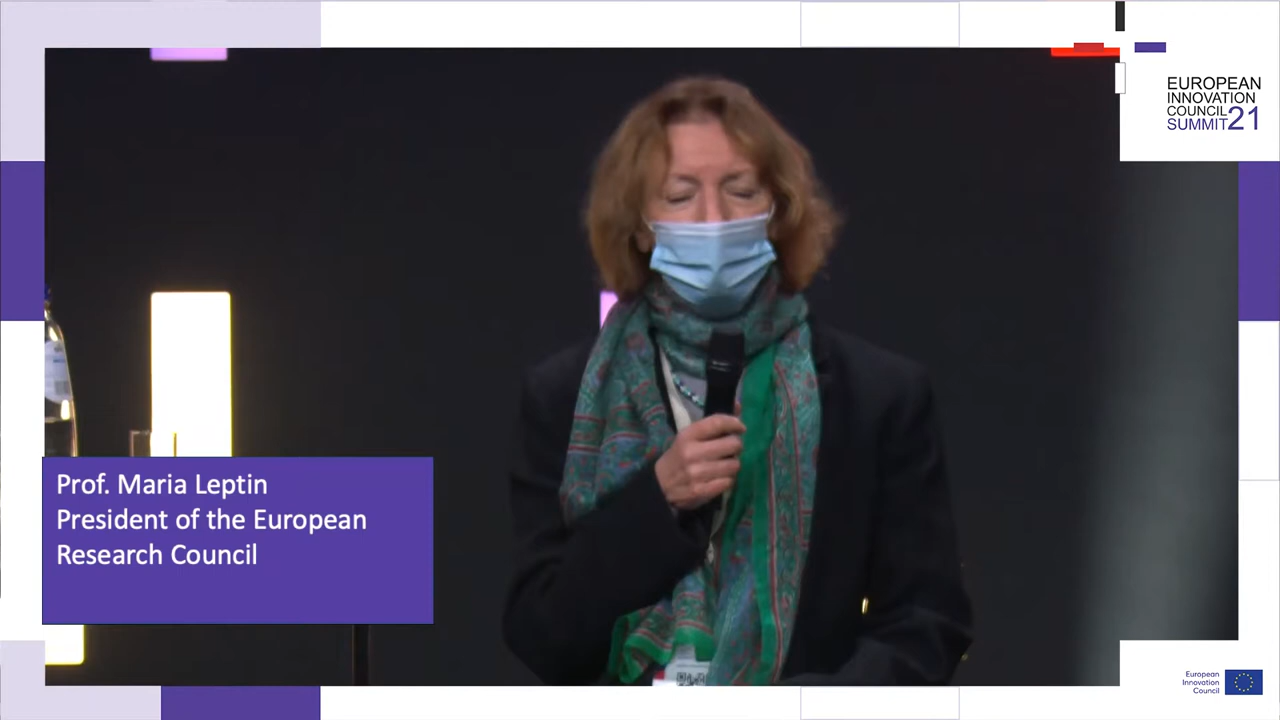 EUROPEAN
INNOVATION
COUNCIL
SUMMIT21
Prof. Maria Leptin
President of the European
Research Council
European
Innovation
Council